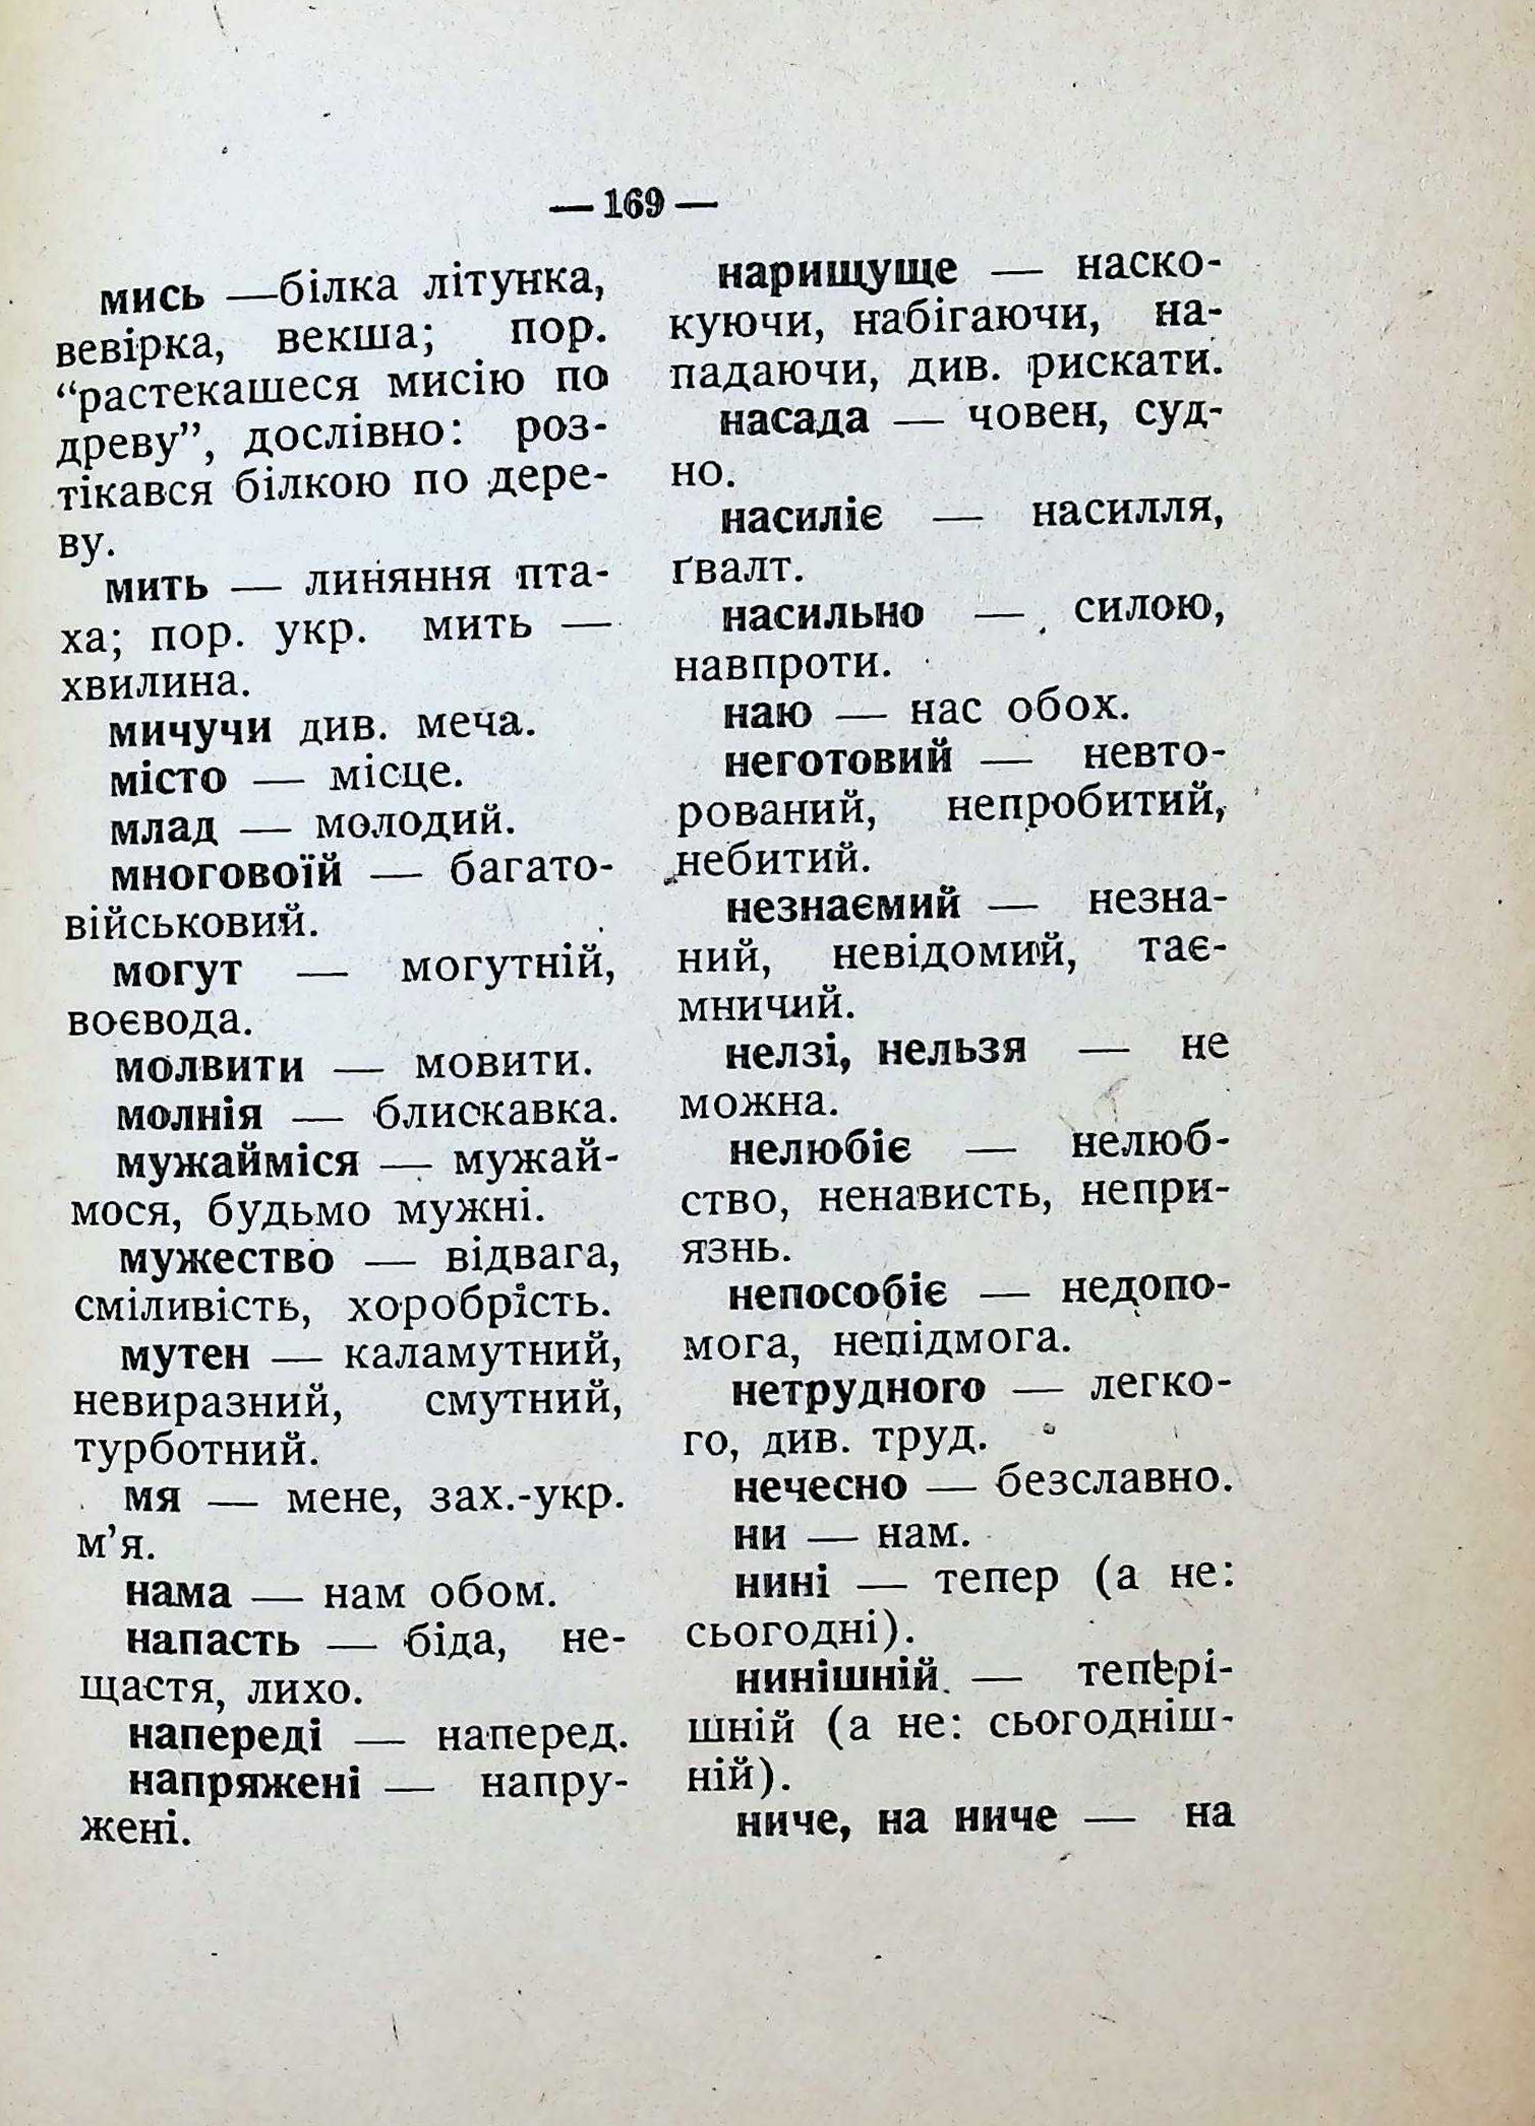 — 169 —
мись —білка літунка,
вевірка, векша; пор.
“растекашеся мисію по
древу”, дослівно: роз-
тікався білкою по дере-
ву.
мить — линяння пта-
ха; пор. укр. мить —
хвилина.
мичучи див. меча.
місто — місце.
млад — молодий.
многовоїй — багато-
військовий.
могут — могутній,
воєвода.
молвити — мовити.
молнія — блискавка.
мужайміся — мужай-
мося, будьмо мужні.
мужество — відвага,
сміливість, хоробрість.
мутен — каламутний,
невиразний, смутний,
турботний.
мя — мене, зах.-укр.
м’я.
нама — нам обом.
напасть — біда, не-
щастя, лихо.
напереді — наперед.
напряжені — напру-
жені.
нарищуще — наско-
куючи, набігаючи, на-
падаючи, див. рискати.
насада — човен, суд-
но.
насиліє — насилля,
ґвалт.
насильно — силою,
навпроти.
наю — нас обох.
неготовий — невто-
рований, непробитий,
небитий.
незнаємий — незна-
ний, невідомий, тає-
мничий.
нелзі, нельзя — не
можна.
нелюбіє — нелюб-
ство, ненависть, непри-
язнь.
непособіє — недопо-
мога, непідмога.
нетрудного — легко-
го, див. труд.
нечесно — безславно.
ни — нам.
нині — тепер (а не:
сьогодні).
нинішній — тепері-
шній (а не: сьогодніш-
ній).
ниче, на ниче — на